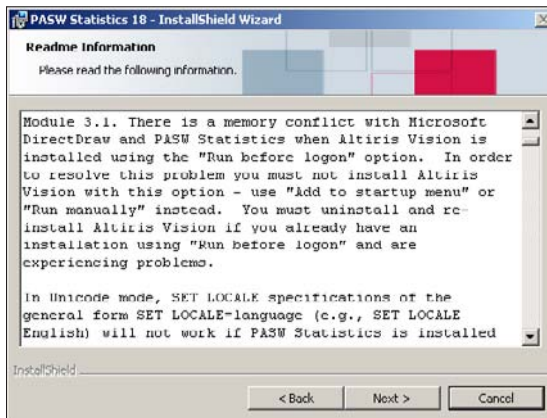 PASW Statistics 18 - InstallShield Wizard
Readme Information
Please read the following information.
Module 3.1. There is a memory conflict with Microsoft
DirectDraw and PASW Statistics when Altiris Vision is
installed using the "Run before logon" option.  In order
to resolve this problem you must not install Altiris
Vision with this option - use "Add to startup menu" or
"Run manually" instead.  You must uninstall and re-
install Altiris Vision if you already have an
installation using "Run before logon" and are
experiencing problems.
In Unicode mode, SET LOCALE specifications of the
general form SET LOCALE=language (e.g., SET LOCALE
English) will not work if PASW Statistics is installed
InstallShield
< Back
Next >
Cancel